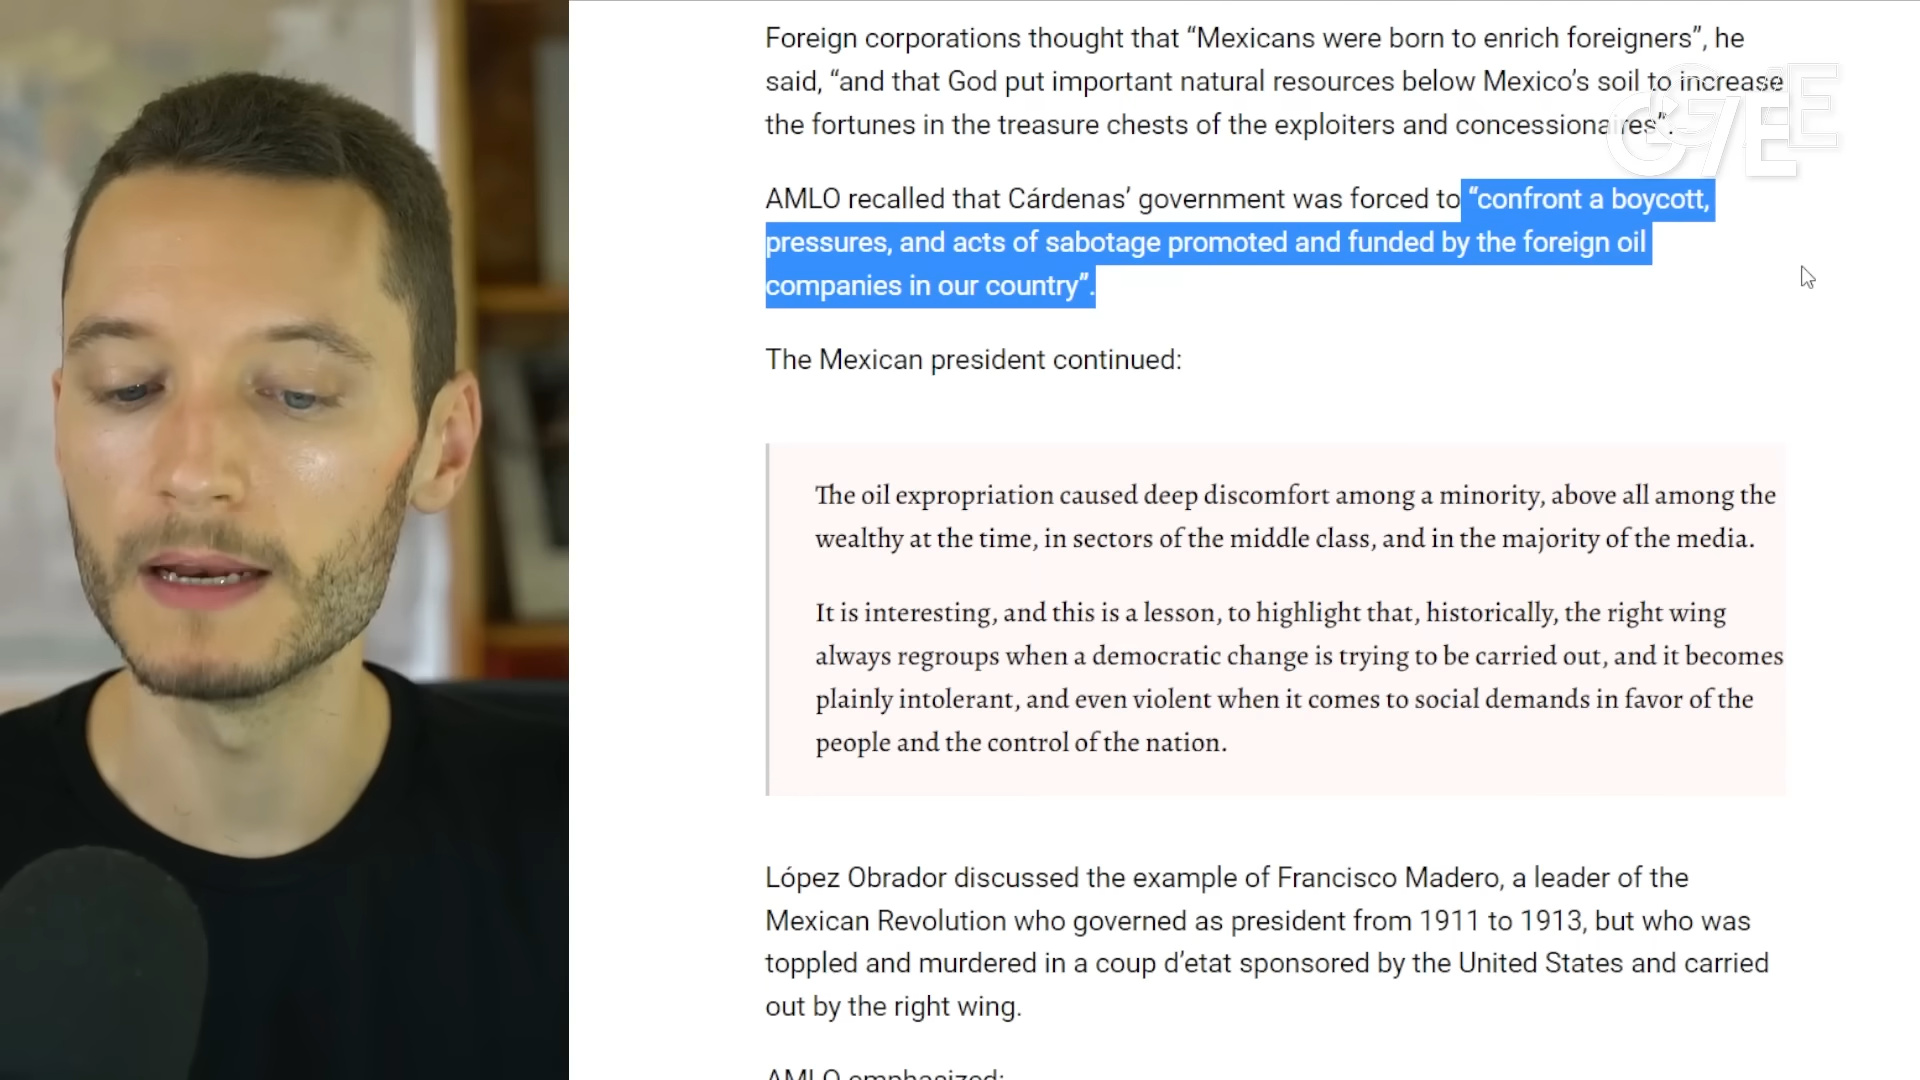 Foreign corporations thought that “Mexicans were born to enrich foreigners”, he
said, “and that God put important natural resources below Mexico’s soil to increase
the fortunes in the treasure chests of the exploiters and concessionaires”.
AMLO recalled that Cárdenas’ government was forced to “confront a boycott,
pressures, and acts of sabotage promoted and funded by the foreign oil
companies in our country”.
The Mexican president continued:
The oil expropriation caused deep discomfort among a minority, above all among the
wealthy at the time, in sectors of the middle class, and in the majority of the media.
It is interesting, and this is a lesson, to highlight that, historically, the right wing
always regroups when a democratic change is trying to be carried out, and it becomes
plainly intolerant, and even violent when it comes to social demands in favor of the
people and the control of the nation.
López Obrador discussed the example of Francisco Madero, a leader of the
Mexican Revolution who governed as president from 1911 to 1913, but who was
toppled and murdered in a coup d’etat sponsored by the United States and carried
out by the right wing.
AMLO emphasized: